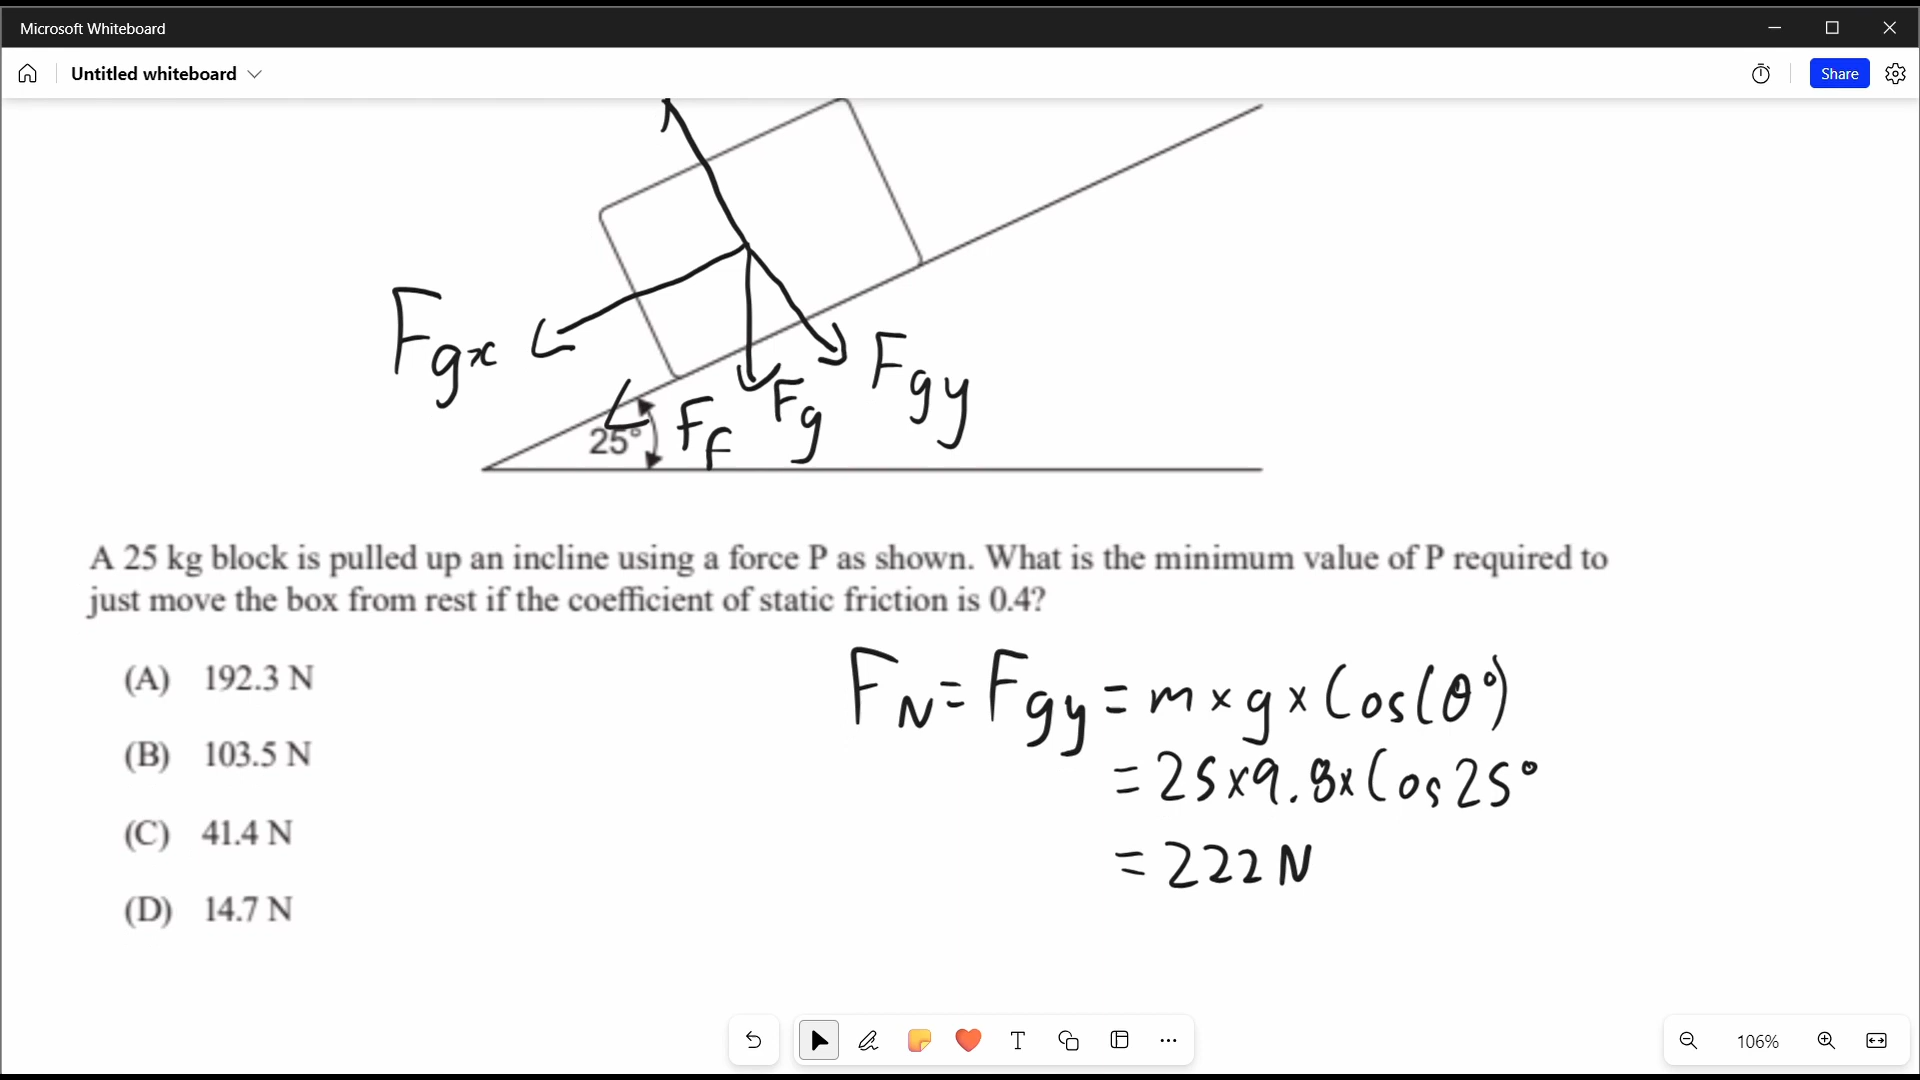 Microsoft Whiteboard
Untitled whiteboard
Share
Fgx
Fgy
Fg
Ff
25°
A 25 kg block is pulled up an incline using a force P as shown. What is the minimum value of P required to
just move the box from rest if the coefficient of static friction is 0.4?
(A) 192.3 N
(B) 103.5 N
(C) 41.4 N
(D) 14.7 N
FN = Fgy = m × g × Cos(θ°)
= 25×9.8×Cos25°
= 222 N
106%